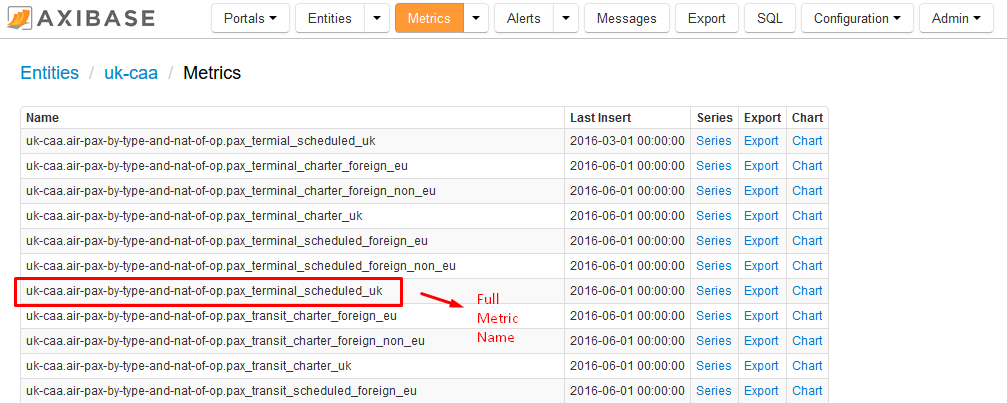 AXIBASE Portals Entities Metrics Alerts Messages Export SQL Configuration Admin
Entities / uk-caa / Metrics
Name Last Insert Series Export Chart
uk-caa.air-pax-by-type-and-nat-of-op.pax_termial_scheduled_uk 2016-03-01 00:00:00 Series Export Chart
uk-caa.air-pax-by-type-and-nat-of-op.pax_terminal_charter_foreign_eu 2016-06-01 00:00:00 Series Export Chart
uk-caa.air-pax-by-type-and-nat-of-op.pax_terminal_charter_foreign_non_eu 2016-06-01 00:00:00 Series Export Chart
uk-caa.air-pax-by-type-and-nat-of-op.pax_terminal_charter_uk 2016-06-01 00:00:00 Series Export Chart
uk-caa.air-pax-by-type-and-nat-of-op.pax_terminal_scheduled_foreign_eu 2016-06-01 00:00:00 Series Export Chart
uk-caa.air-pax-by-type-and-nat-of-op.pax_terminal_scheduled_foreign_non_eu 2016-06-01 00:00:00 Series Export Chart
uk-caa.air-pax-by-type-and-nat-of-op.pax_terminal_scheduled_uk 2016-06-01 00:00:00 Series Export Chart
Full
Metric
Name
uk-caa.air-pax-by-type-and-nat-of-op.pax_transit_charter_foreign_eu 2016-06-01 00:00:00 Series Export Chart
uk-caa.air-pax-by-type-and-nat-of-op.pax_transit_charter_foreign_non_eu 2016-06-01 00:00:00 Series Export Chart
uk-caa.air-pax-by-type-and-nat-of-op.pax_transit_charter_uk 2016-06-01 00:00:00 Series Export Chart
uk-caa.air-pax-by-type-and-nat-of-op.pax_transit_scheduled_foreign_eu 2016-06-01 00:00:00 Series Export Chart